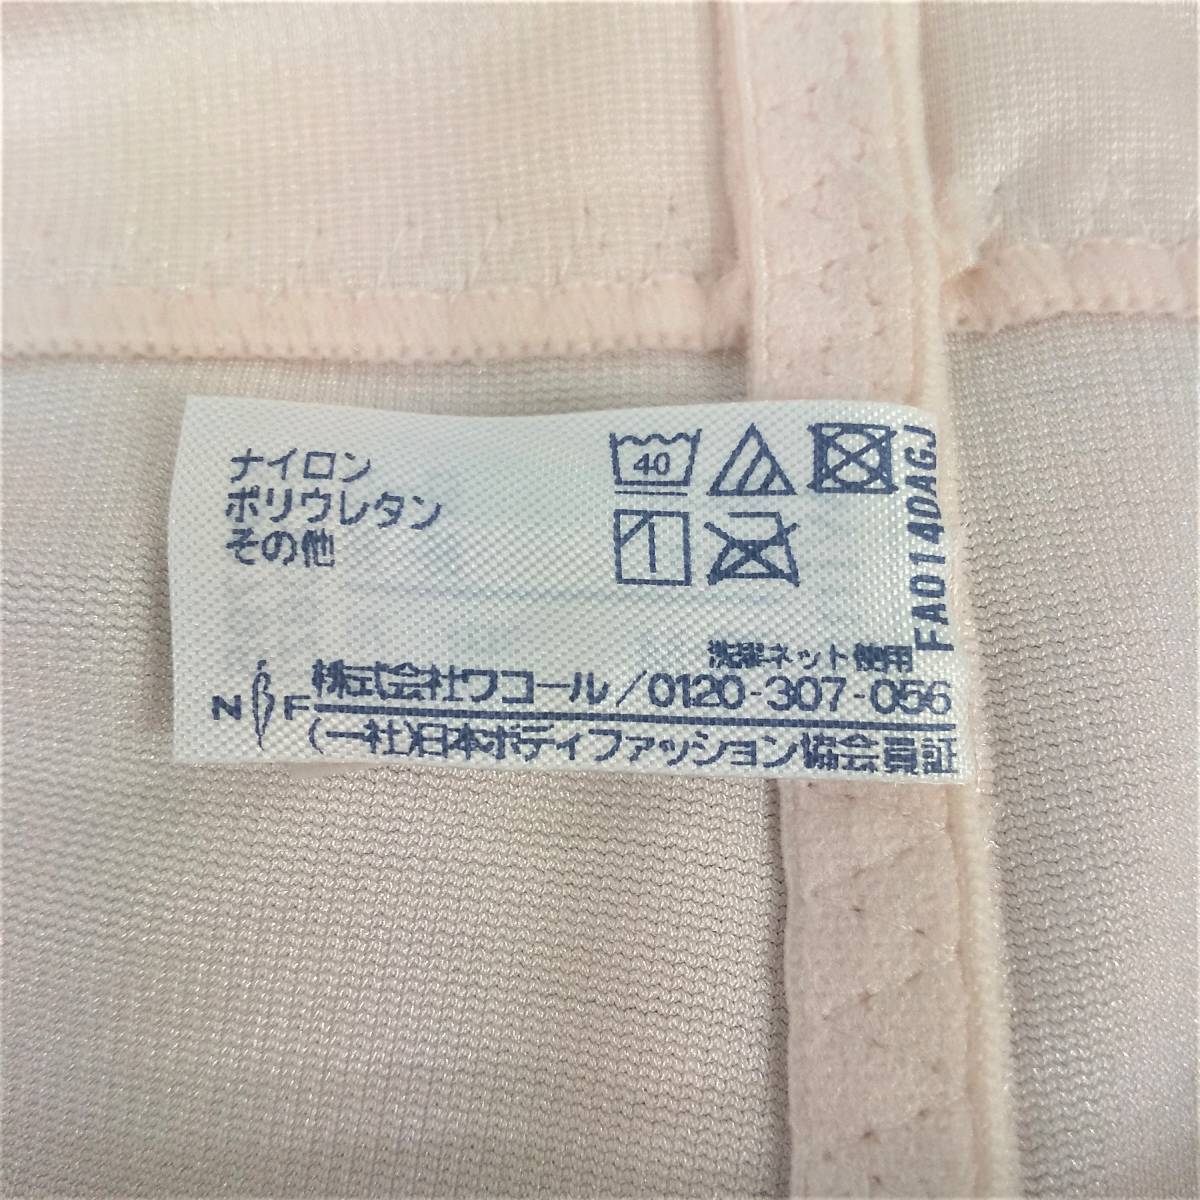 ナイロン
ポリウレタン
その他
40
洗濯ネット使用
FA014DAGJ
株式会社ワコール/0120-307-056
N F
(一社)日本ボディファッション協会員証